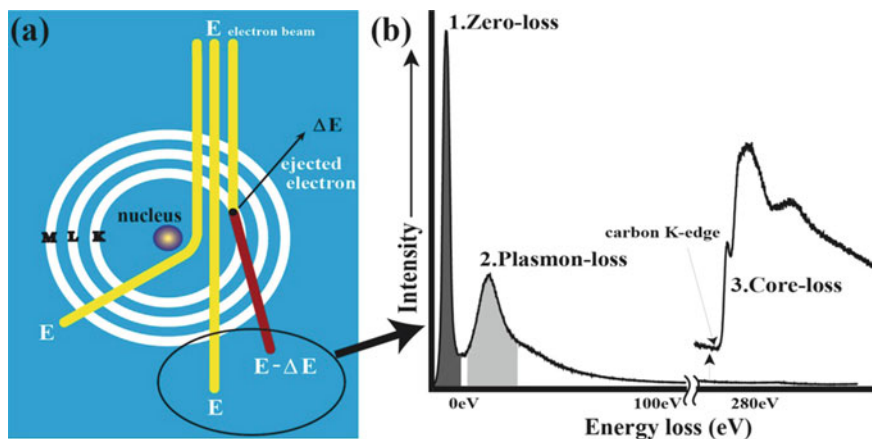 (a)
E electron beam
ΔE
ejected
electron
nucleus
M L K
E
E - ΔE
E
(b)
1.Zero-loss
Intensity
2.Plasmon-loss
carbon K-edge
3.Core-loss
0eV 100eV 280eV
Energy loss (eV)